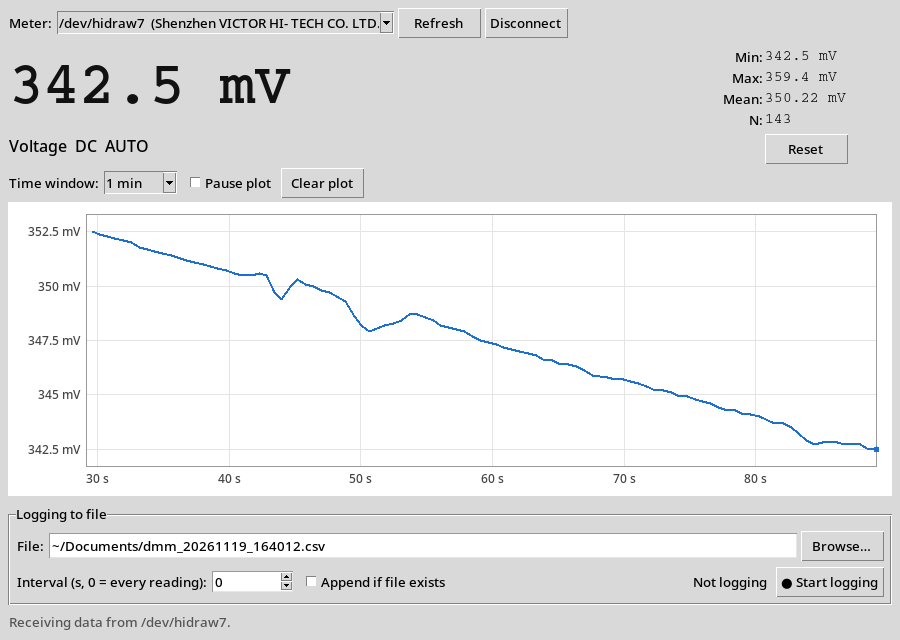 Meter: /dev/hidraw7 (Shenzhen VICTOR HI- TECH CO. LTD. Refresh Disconnect
342.5 mV
Min: 342.5 mV
Max: 359.4 mV
Mean: 350.22 mV
N: 143
Voltage DC AUTO
Reset
Time window: 1 min Pause plot Clear plot
352.5 mV
350 mV
347.5 mV
345 mV
342.5 mV
30 s 40 s 50 s 60 s 70 s 80 s
Logging to file
File: ~/Documents/dmm_20261119_164012.csv Browse...
Interval (s, 0 = every reading): 0 Append if file exists Not logging Start logging
Receiving data from /dev/hidraw7.